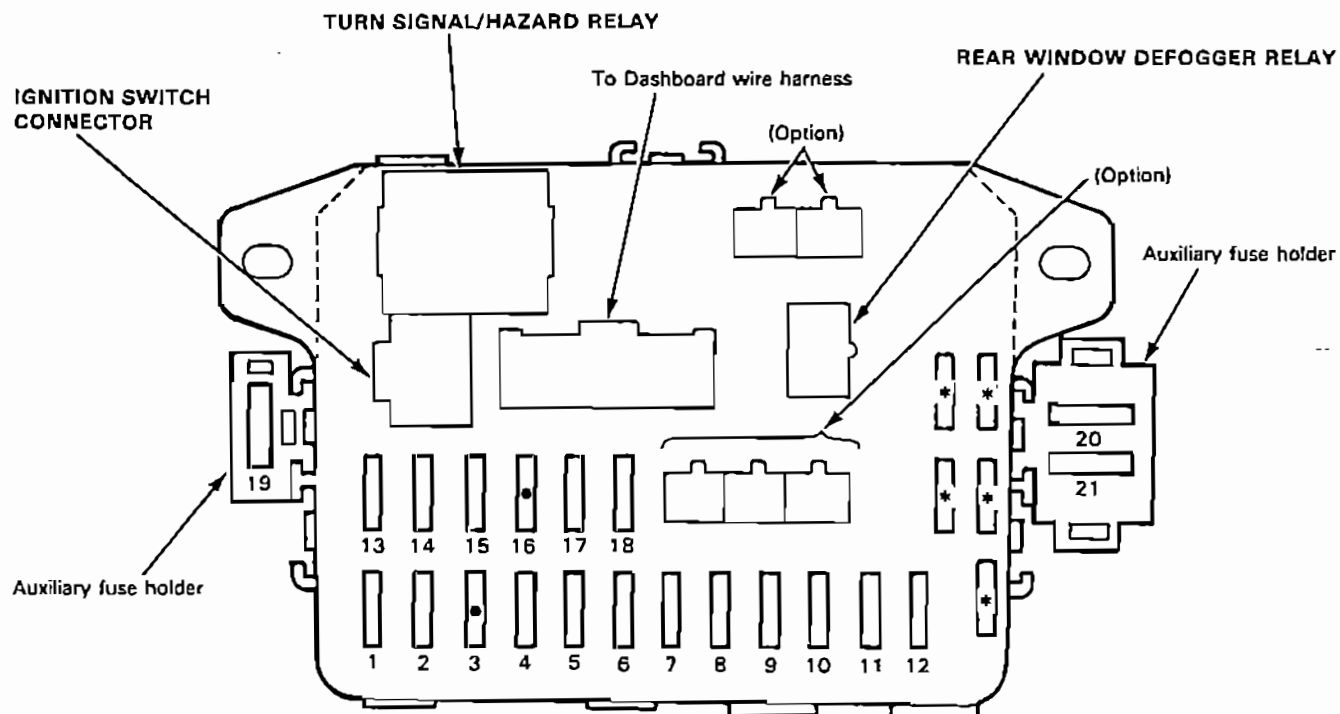 TURN SIGNAL/HAZARD RELAY
REAR WINDOW DEFOGGER RELAY
To Dashboard wire harness
IGNITION SWITCH
CONNECTOR
(Option)
(Option)
Auxiliary fuse holder
* *
20
19
21
* *
13 14 15 16 17 18
Auxiliary fuse holder
*
1 2 3 4 5 6 7 8 9 10 11 12